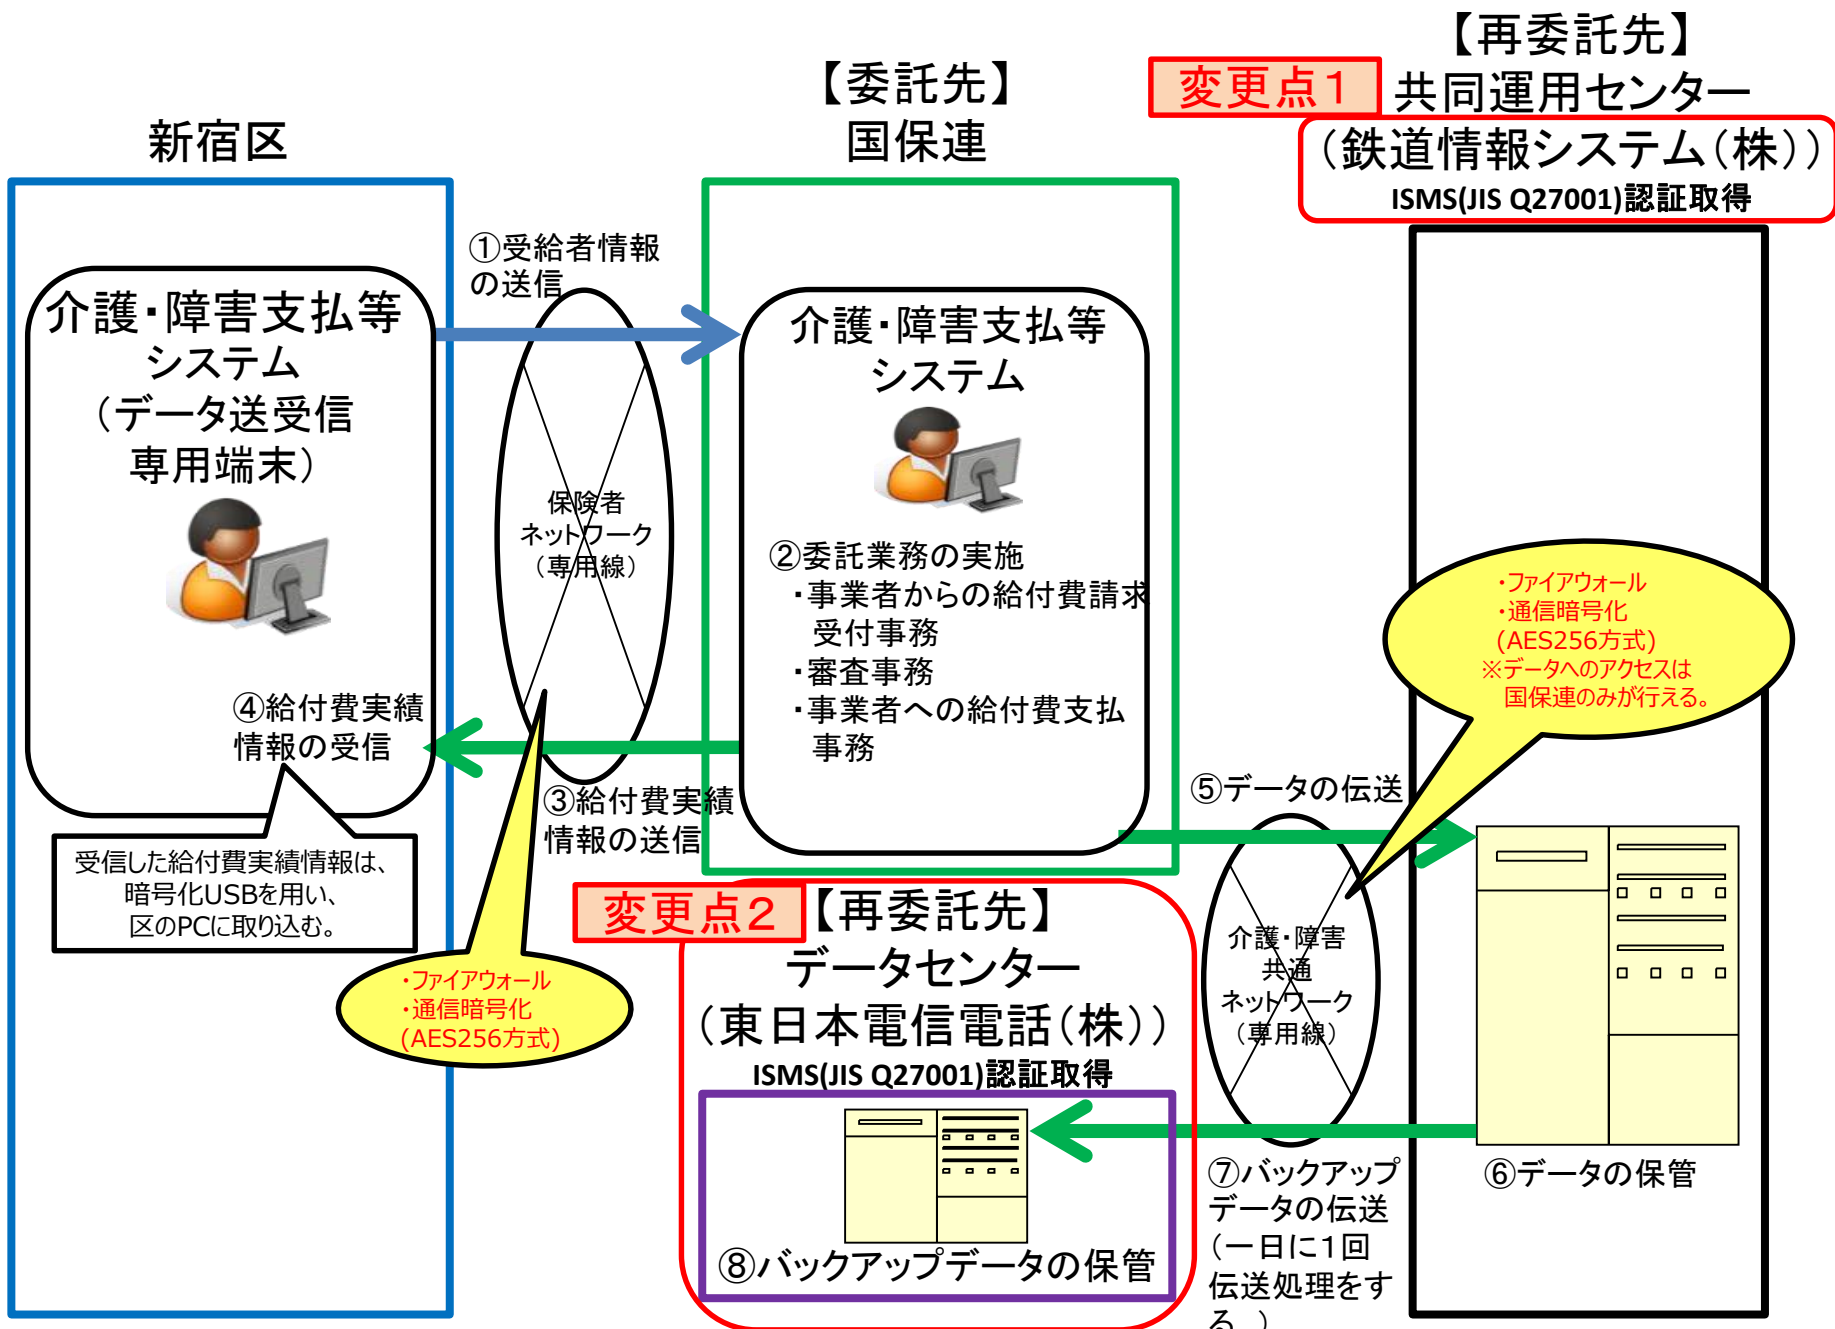 新宿区
介護・障害支払等
システム
（データ送受信
専用端末）
④給付費実績
情報の受信
受信した給付費実績情報は、
暗号化USBを用い、
区のPCに取り込む。
①受給者情報
の送信
保険者
ネットワーク
（専用線）
③給付費実績
情報の送信
・ファイアウォール
・通信暗号化
(AES256方式)
【委託先】
国保連
介護・障害支払等
システム
②委託業務の実施
・事業者からの給付費請求
受付事務
・審査事務
・事業者への給付費支払
事務
変更点２
【再委託先】
データセンター
（東日本電信電話（株））
ISMS(JIS Q27001)認証取得
⑧バックアップデータの保管
⑤データの伝送
介護・障害
共通
ネットワーク
（専用線）
⑦バックアップ
データの伝送
（一日に１回
伝送処理をす
る。）
変更点１
【再委託先】
共同運用センター
（鉄道情報システム（株））
ISMS(JIS Q27001)認証取得
・ファイアウォール
・通信暗号化
(AES256方式)
※データへのアクセスは
国保連のみが行える。
⑥データの保管